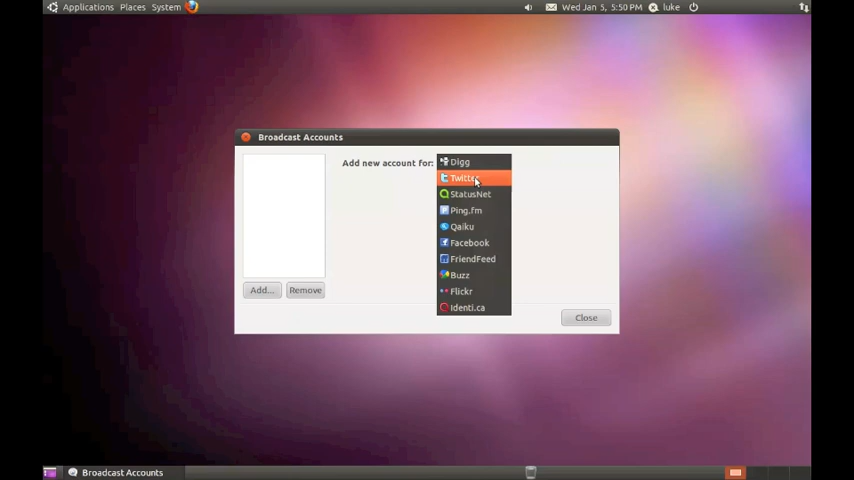 Applications Places System Wed Jan 5, 5:50 PM luke
Broadcast Accounts
Add new account for:
Digg
Twitter
StatusNet
Ping.fm
Qaiku
Facebook
FriendFeed
Buzz
Flickr
Identi.ca
Add... Remove
Close
Broadcast Accounts